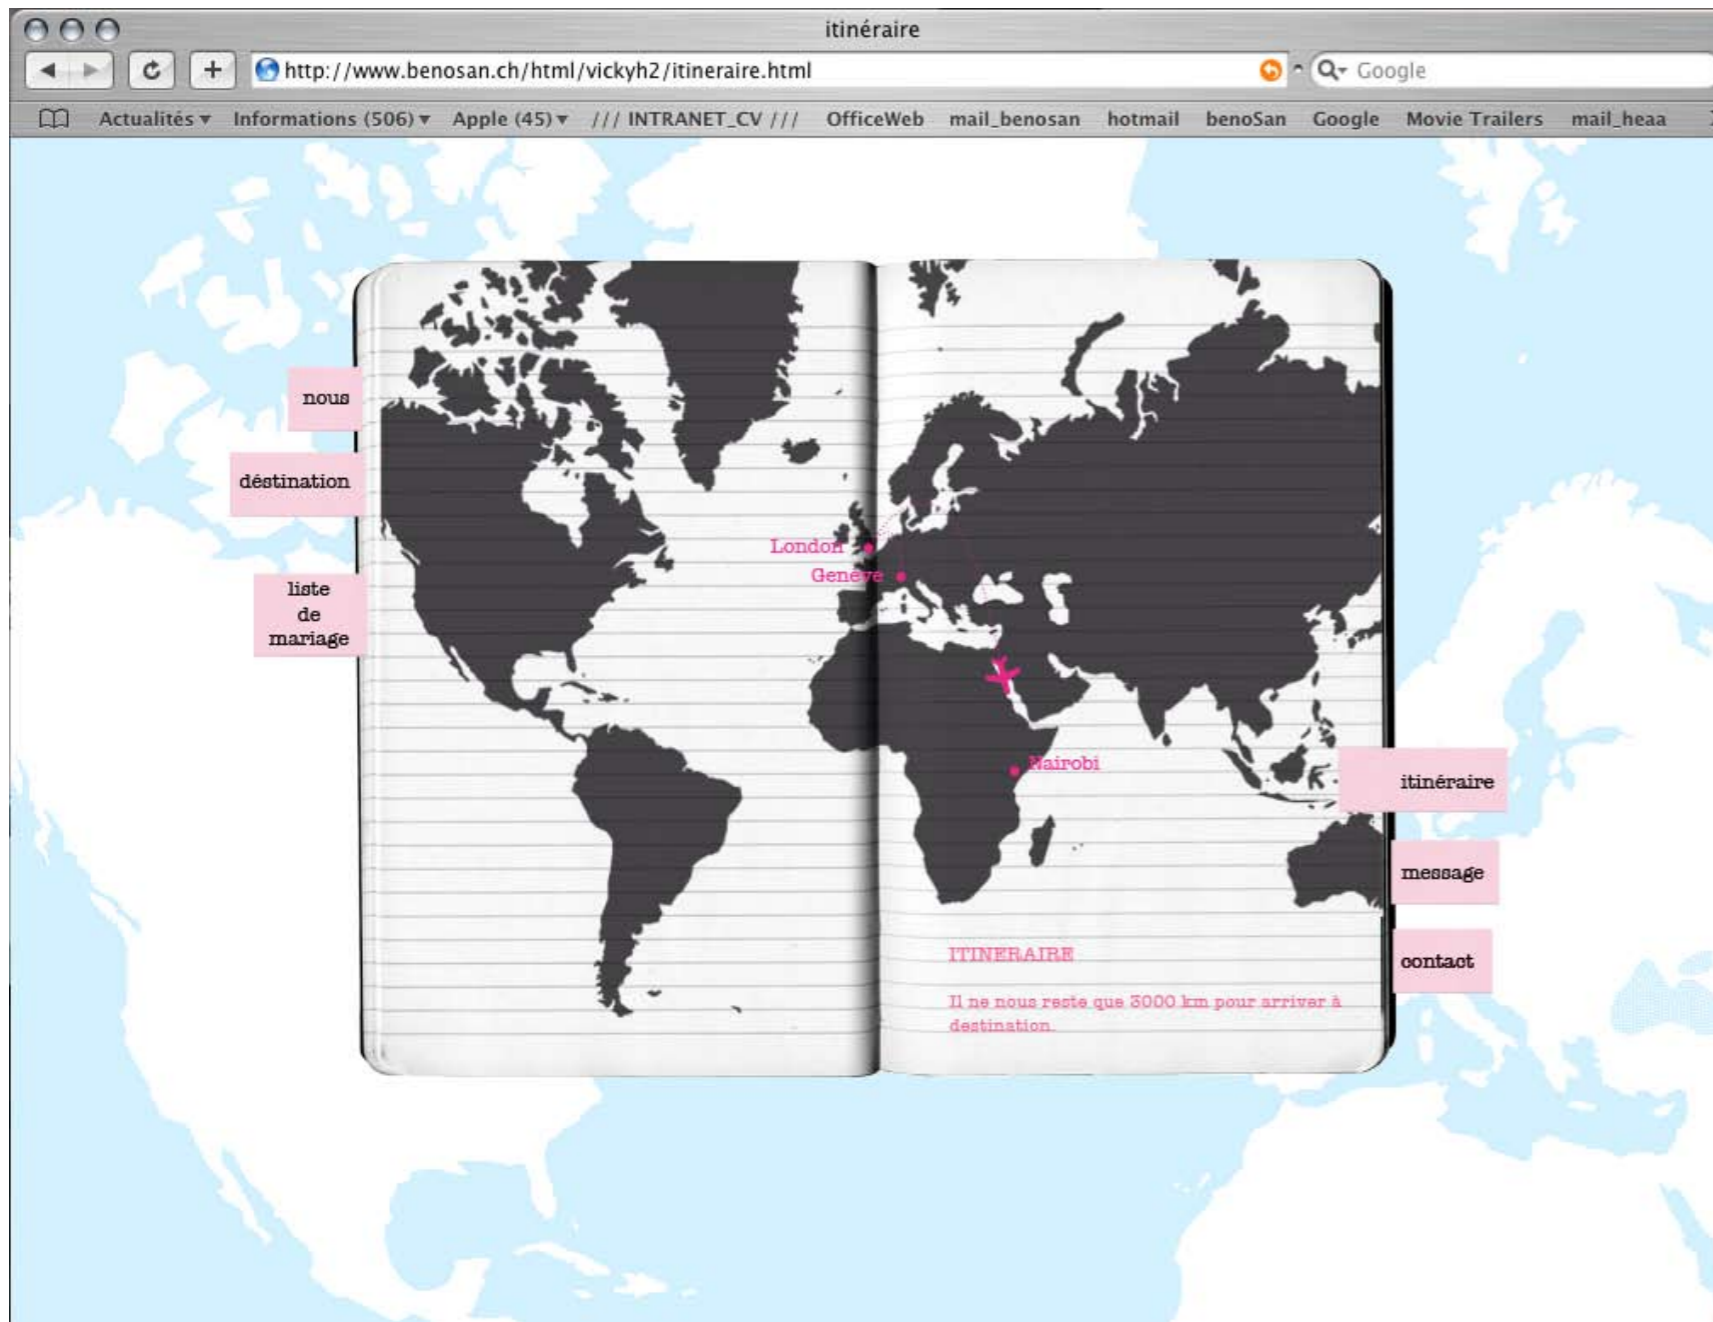 itinéraire
http://www.benosan.ch/html/vickyh2/itineraire.html
Google
Actualités Informations (506) Apple (45) /// INTRANET_CV /// OfficeWeb mail_benosan hotmail benoSan Google Movie Trailers mail_heaa
nous
déstination
liste
de
mariage
London
Genève
Nairobi
itinéraire
message
contact
ITINERAIRE
Il ne nous reste que 3000 km pour arriver à
destination.